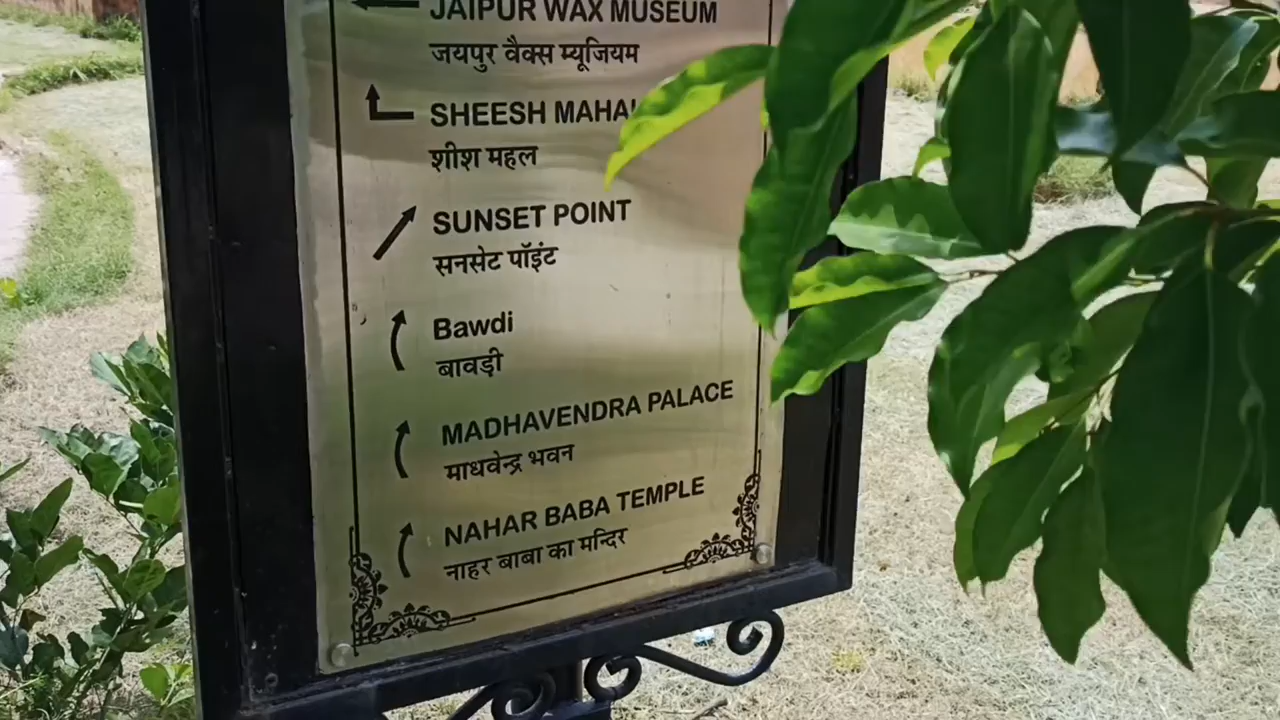 JAIPUR WAX MUSEUM
जयपुर वैक्स म्यूजियम
SHEESH
शीश महल
SUNSET POINT
सनसेट पॉइंट
Bawdi
बावड़ी
MADHAVENDRA PALACE
माधवेन्द्र भवन
NAHAR BABA TEMPLE
नाहर बाबा का मन्दिर